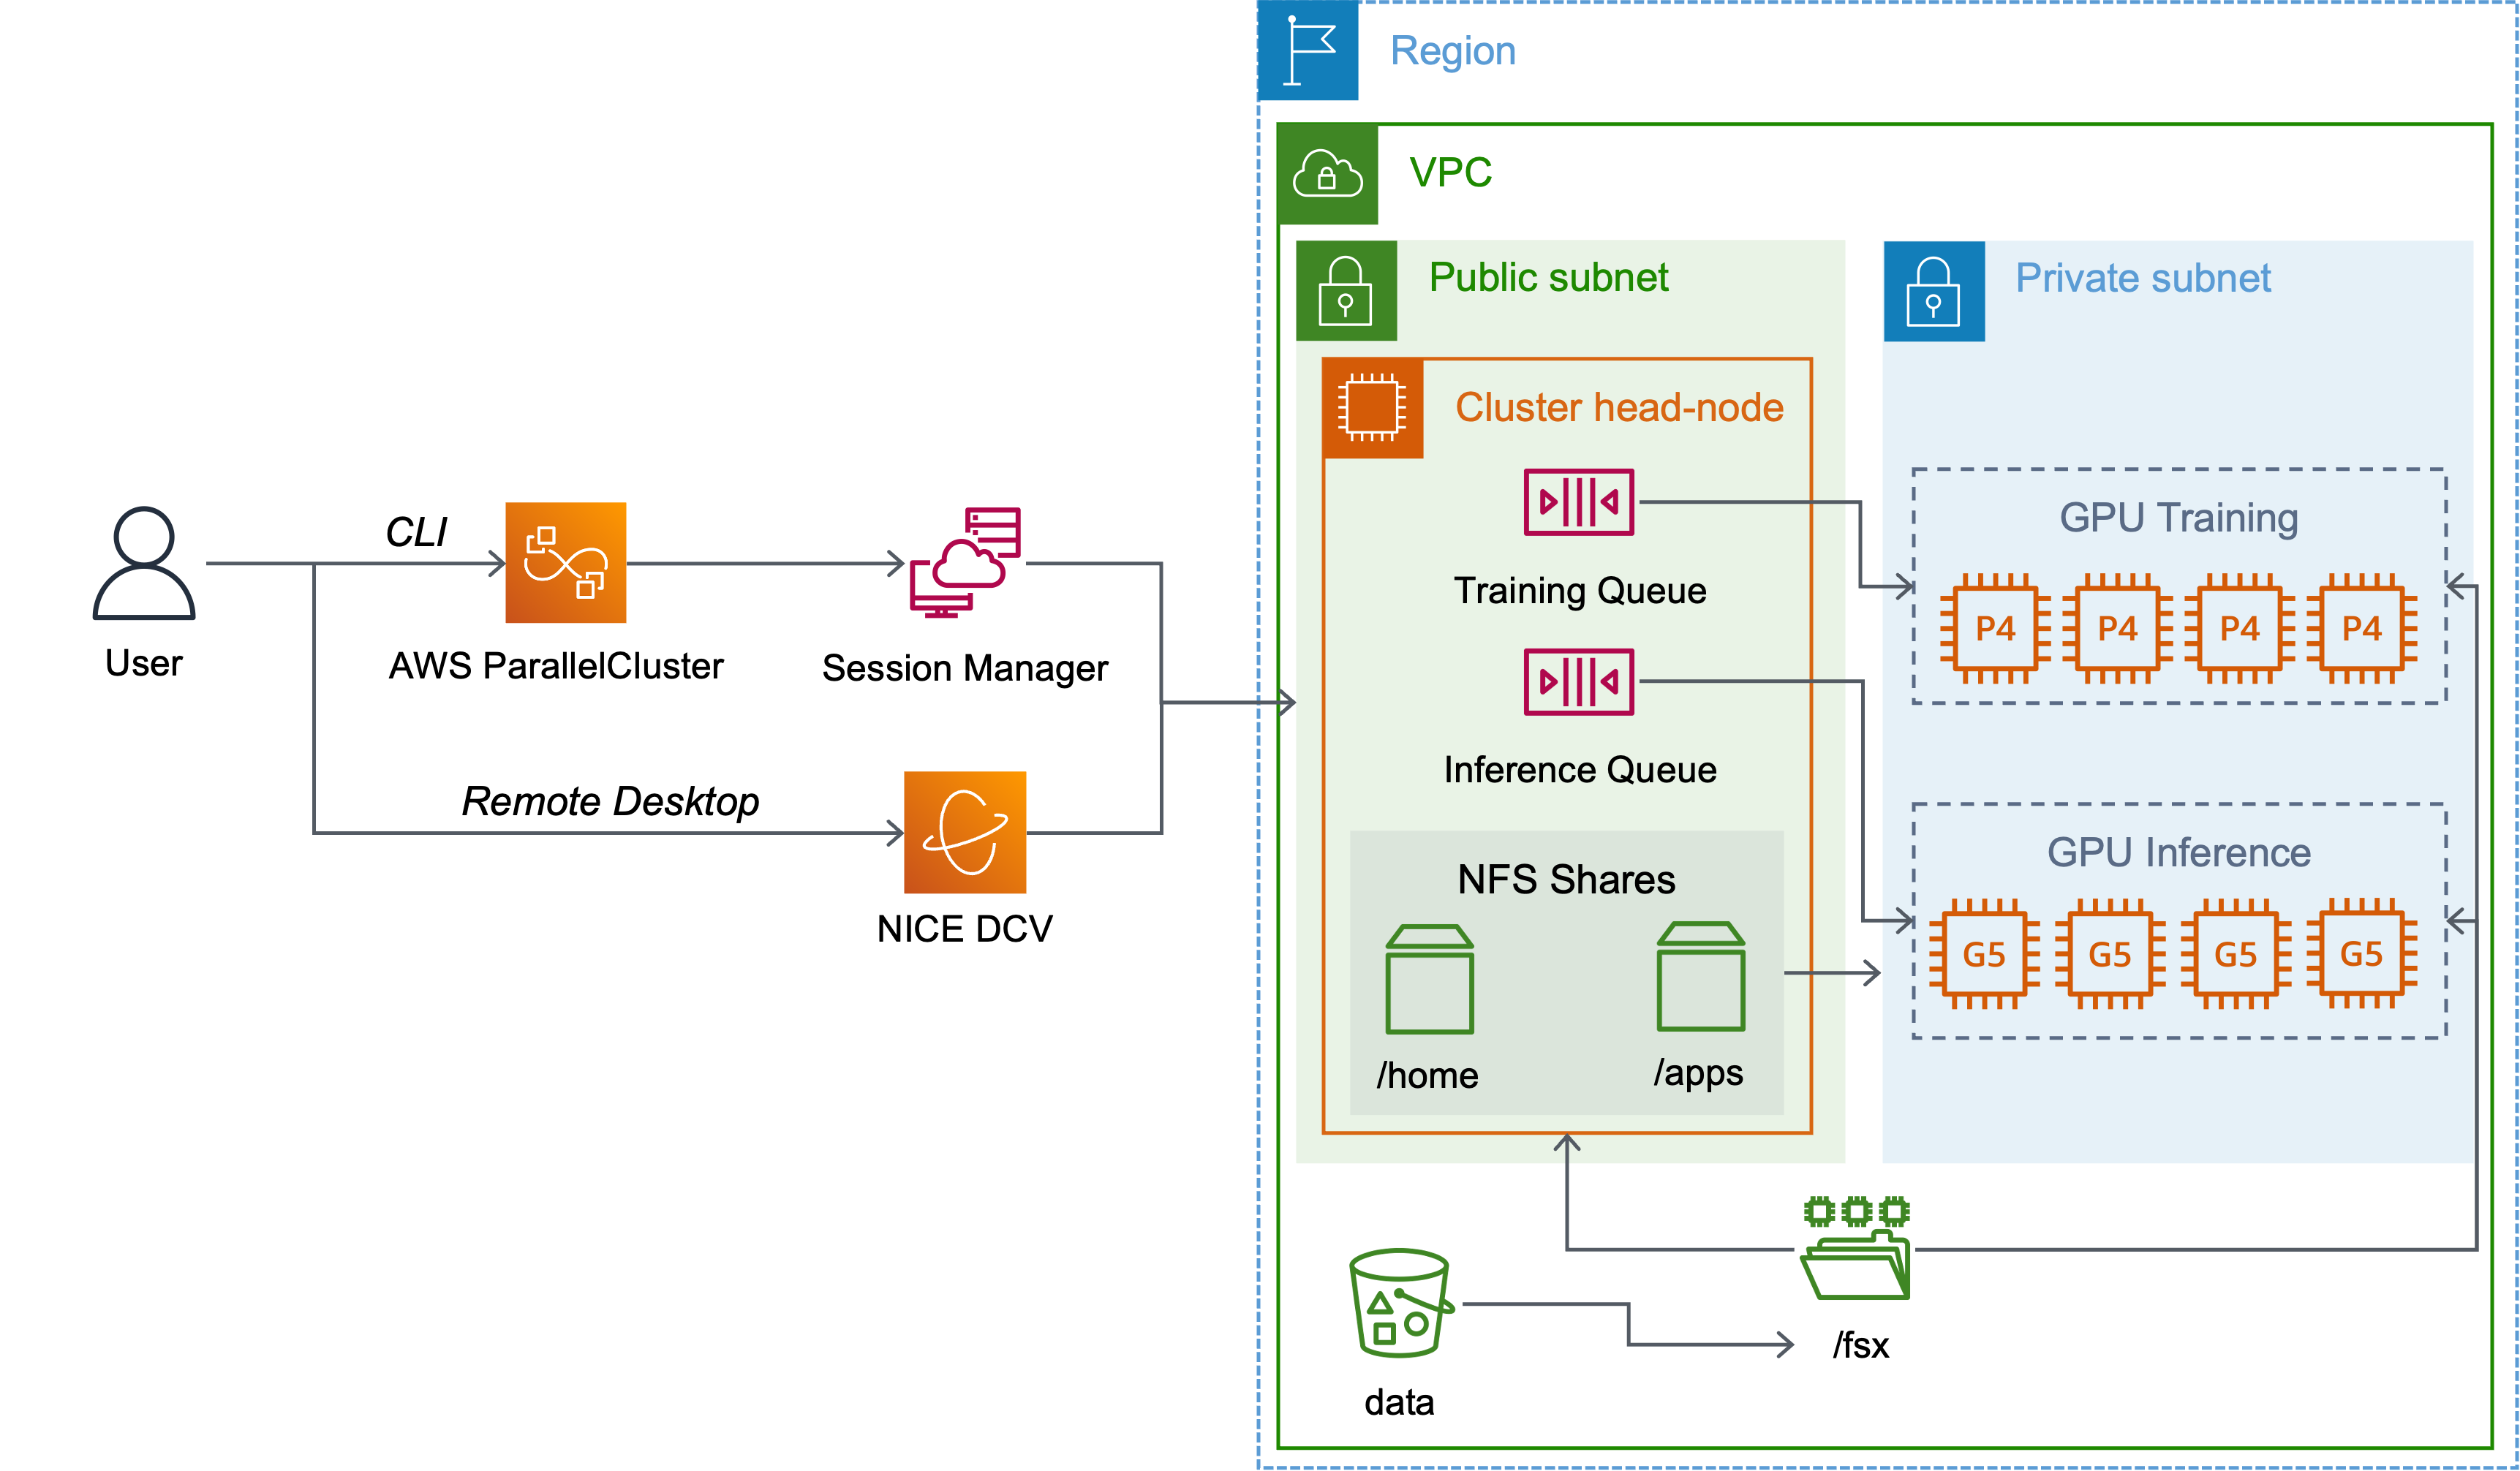 Region
VPC
Public subnet
Private subnet
Cluster head-node
Training Queue
Inference Queue
NFS Shares
/home
/apps
GPU Training
P4
P4
P4
P4
GPU Inference
G5
G5
G5
G5
CLI
User
AWS ParallelCluster
Session Manager
Remote Desktop
NICE DCV
data
/fsx